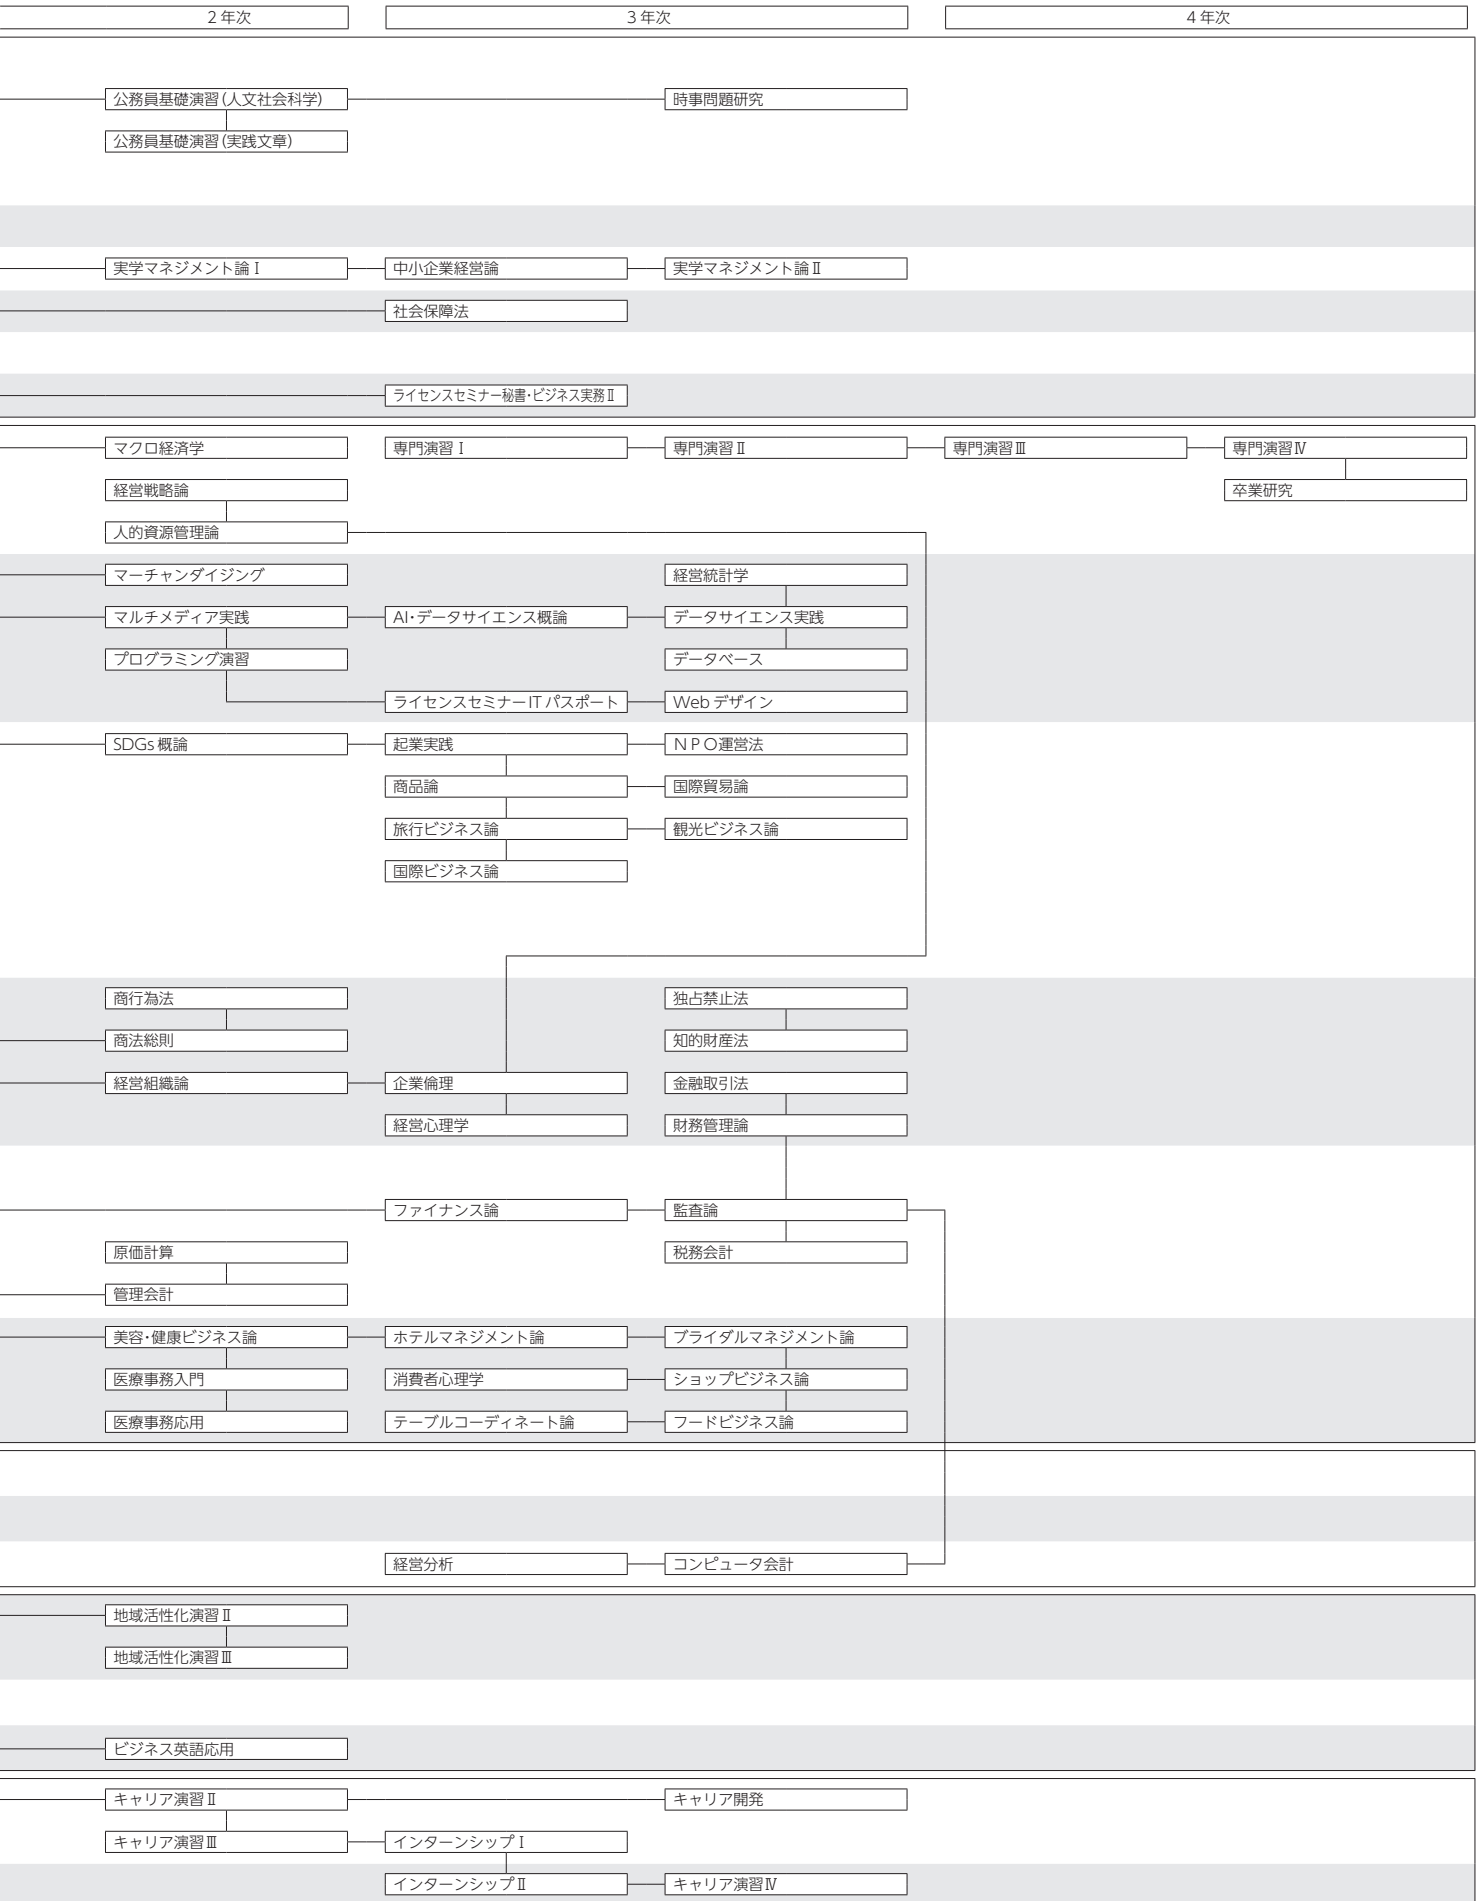 2年次 3年次 4年次
公務員基礎演習(人文社会科学) 時事問題研究
公務員基礎演習(実践文章)
実学マネジメント論Ⅰ 中小企業経営論 実学マネジメント論Ⅱ
社会保障法
ライセンスセミナー秘書・ビジネス実務Ⅱ
マクロ経済学 専門演習Ⅰ 専門演習Ⅱ 専門演習Ⅲ 専門演習Ⅳ
経営戦略論 卒業研究
人的資源管理論
マーチャンダイジング 経営統計学
マルチメディア実践 AI・データサイエンス概論 データサイエンス実践
プログラミング演習 データベース
ライセンスセミナーITパスポート Webデザイン
SDGs概論 起業実践 NPO運営法
商品論 国際貿易論
旅行ビジネス論 観光ビジネス論
国際ビジネス論
商行為法 独占禁止法
商法総則 知的財産法
経営組織論 企業倫理 金融取引法
経営心理学 財務管理論
ファイナンス論 監査論
原価計算 税務会計
管理会計
美容・健康ビジネス論 ホテルマネジメント論 ブライダルマネジメント論
医療事務入門 消費者心理学 ショップビジネス論
医療事務応用 テーブルコーディネート論 フードビジネス論
経営分析 コンピュータ会計
地域活性化演習Ⅱ
地域活性化演習Ⅲ
ビジネス英語応用
キャリア演習Ⅱ キャリア開発
キャリア演習Ⅲ インターンシップⅠ
インターンシップⅡ キャリア演習Ⅳ